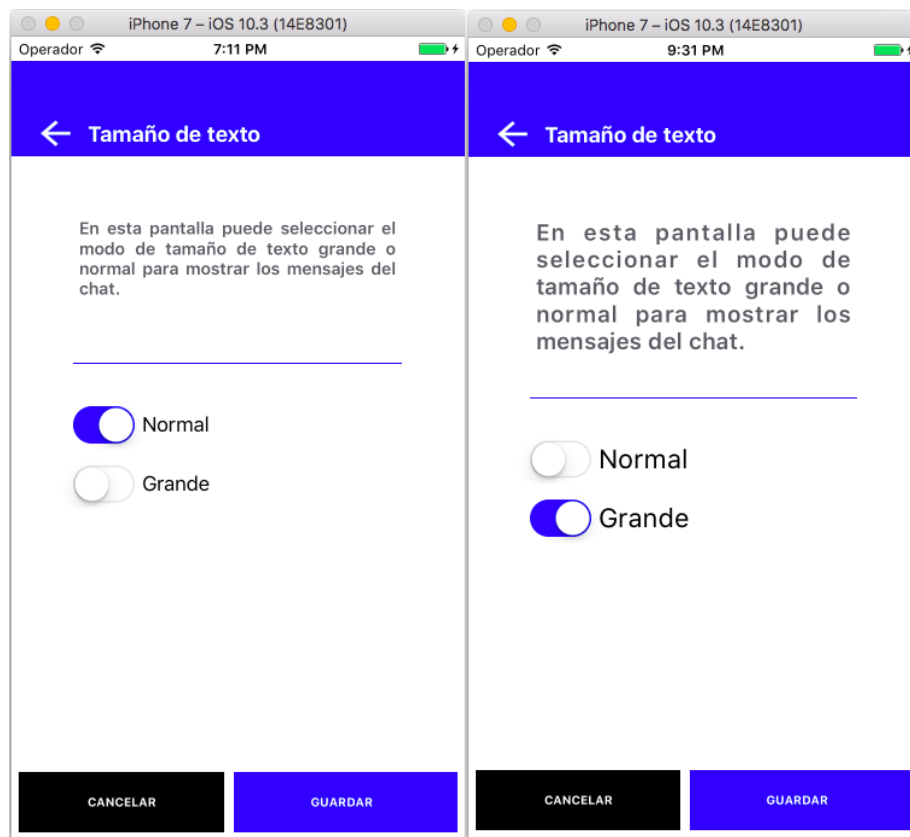 iPhone 7 – iOS 10.3 (14E8301)
Operador
7:11 PM
Tamaño de texto
En esta pantalla puede seleccionar el
modo de tamaño de texto grande o
normal para mostrar los mensajes del
chat.
Normal
Grande
CANCELAR
GUARDAR
iPhone 7 – iOS 10.3 (14E8301)
Operador
9:31 PM
Tamaño de texto
En esta pantalla puede
seleccionar el modo de
tamaño de texto grande o
normal para mostrar los
mensajes del chat.
Normal
Grande
CANCELAR
GUARDAR